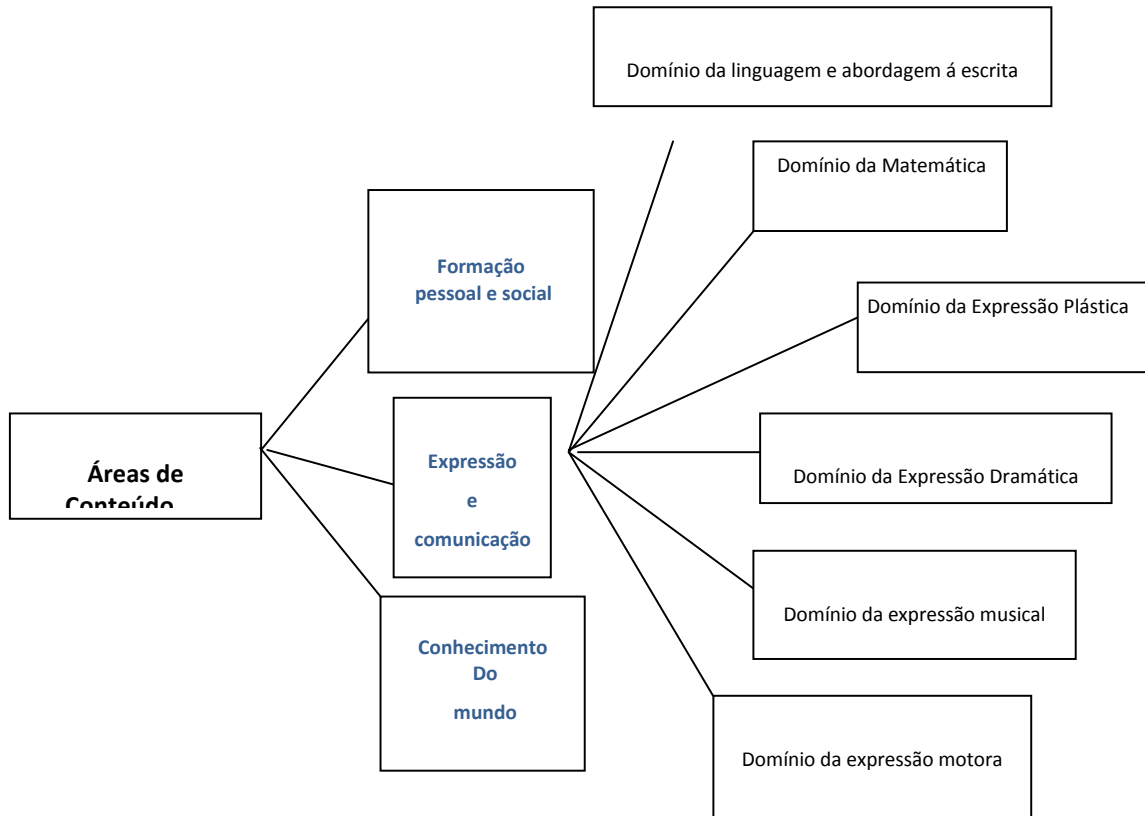 Domínio da linguagem e abordagem á escrita
Domínio da Matemática
Formação
pessoal e social
Domínio da Expressão Plástica
Áreas de
Conteúdo
Expressão
e
comunicação
Domínio da Expressão Dramática
Domínio da expressão musical
Conhecimento
Do
mundo
Domínio da expressão motora